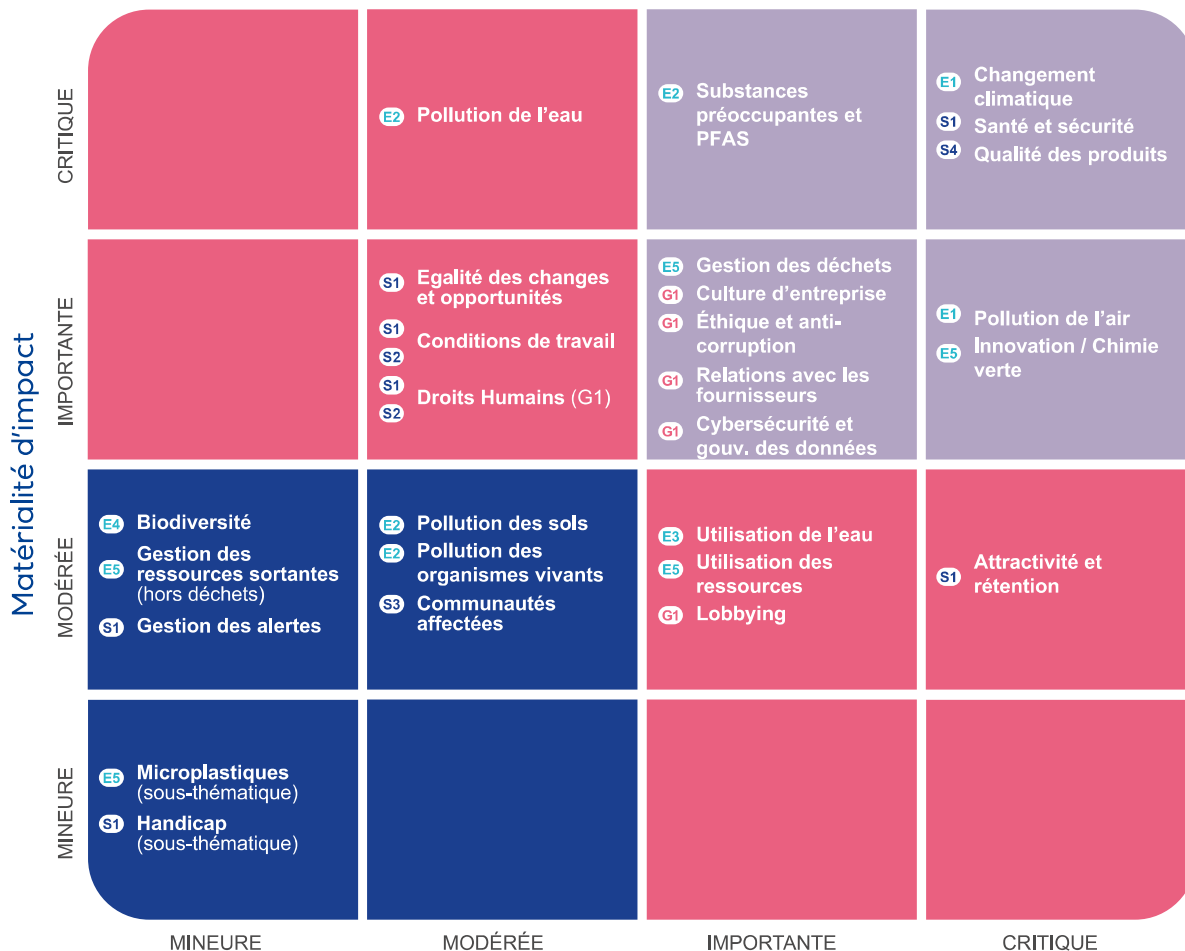 Matérialité d'impact
CRITIQUE
E2 Pollution de l'eau
E2 Substances
préoccupantes et
PFAS
E1 Changement
climatique
S1 Santé et sécurité
S4 Qualité des produits
IMPORTANTE
S1 Egalité des changes
et opportunités
S1
S2
Conditions de travail
S1
S2
Droits Humains (G1)
E5 Gestion des déchets
G1 Culture d'entreprise
G1 Éthique et anti-
corruption
G1 Relations avec les
fournisseurs
G1 Cybersécurité et
gouv. des données
E1 Pollution de l'air
E5 Innovation / Chimie
verte
MODÉRÉE
E4 Biodiversité
E5 Gestion des
ressources sortantes
(hors déchets)
S1 Gestion des alertes
E2 Pollution des sols
E2 Pollution des
organismes vivants
S3 Communautés
affectées
E3 Utilisation de l'eau
E5 Utilisation des
ressources
G1 Lobbying
S1 Attractivité et
rétention
MINEURE
E5 Microplastiques
(sous-thématique)
S1 Handicap
(sous-thématique)
MINEURE
MODÉRÉE
IMPORTANTE
CRITIQUE